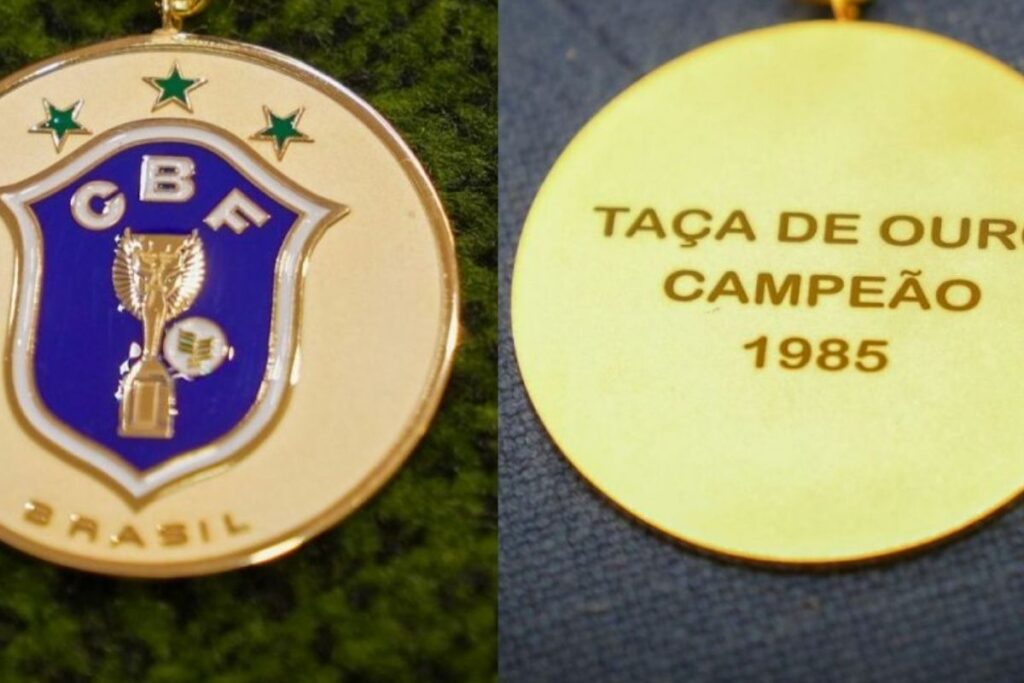 CBF
BRASIL
TAÇA DE OURO
CAMPEÃO
1985